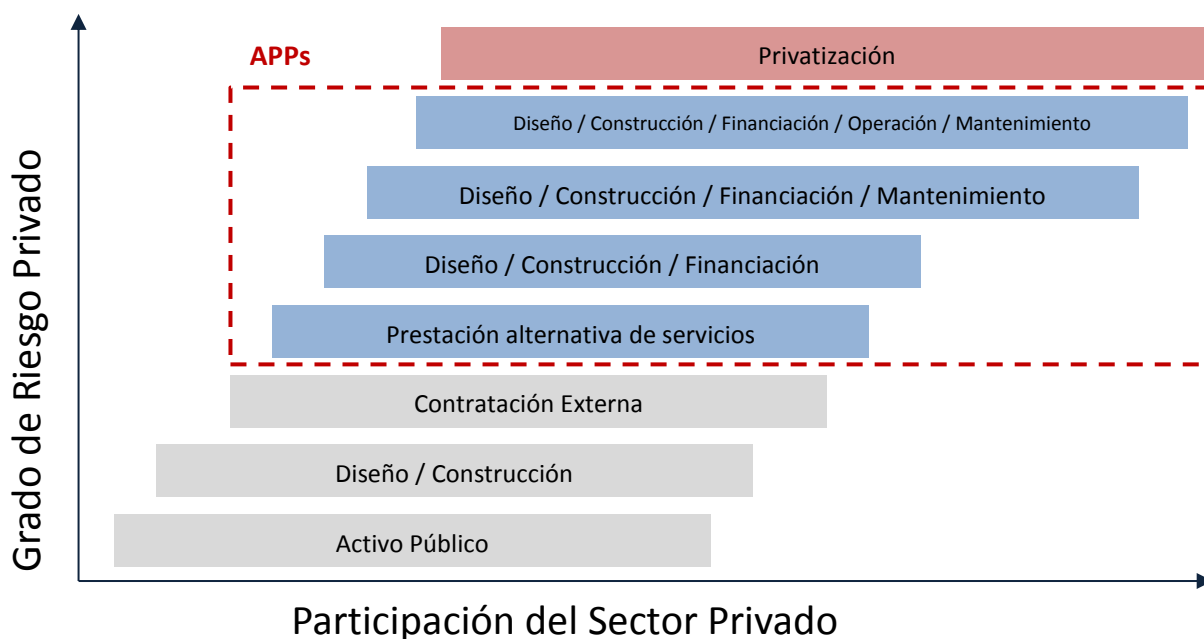 APPs
Privatización
Diseño / Construcción / Financiación / Operación / Mantenimiento
Diseño / Construcción / Financiación / Mantenimiento
Diseño / Construcción / Financiación
Prestación alternativa de servicios
Contratación Externa
Diseño / Construcción
Activo Público
Grado de Riesgo Privado
Participación del Sector Privado